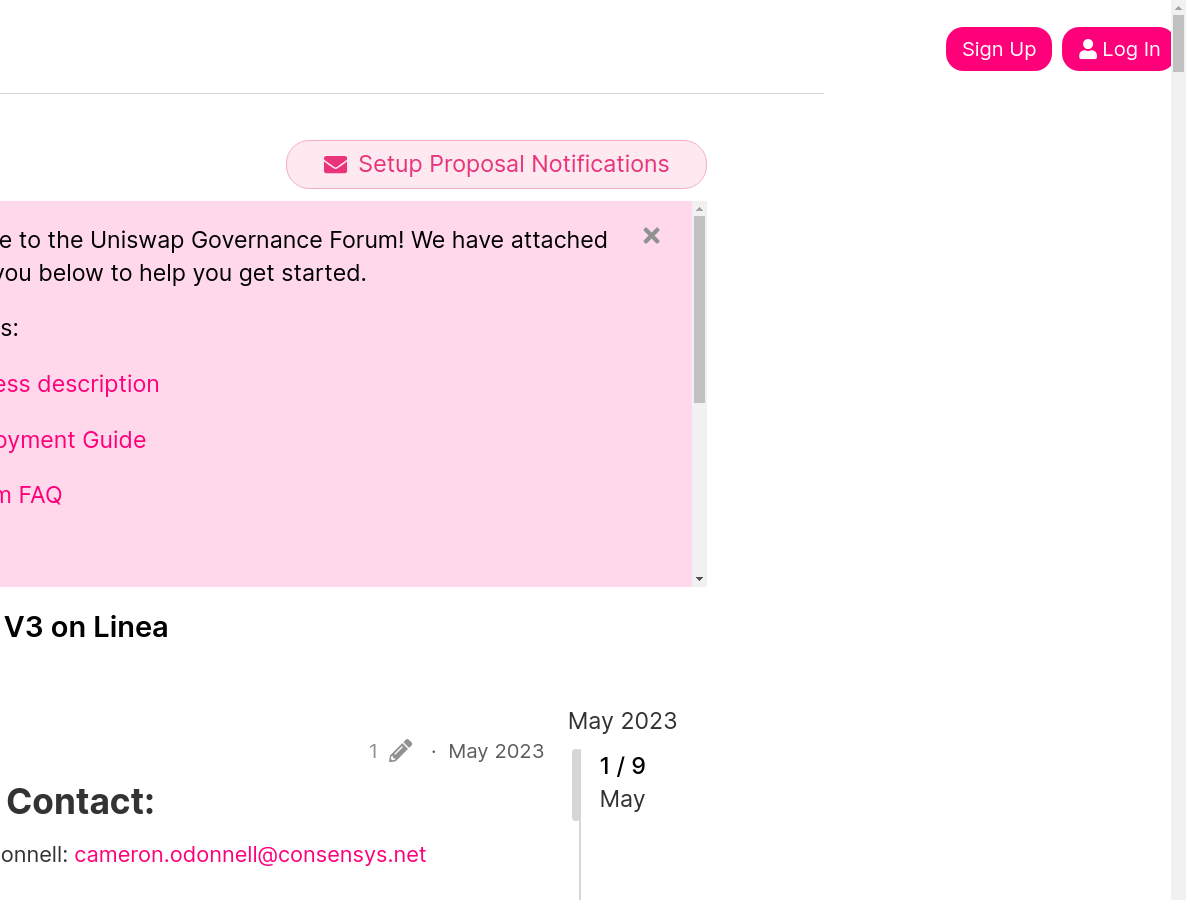 Sign Up
Log In
Setup Proposal Notifications
e to the Uniswap Governance Forum! We have attached
you below to help you get started.
s:
ess description
oyment Guide
m FAQ
V3 on Linea
May 2023
1 · May 2023
1 / 9
May
Contact:
onnell: cameron.odonnell@consensys.net